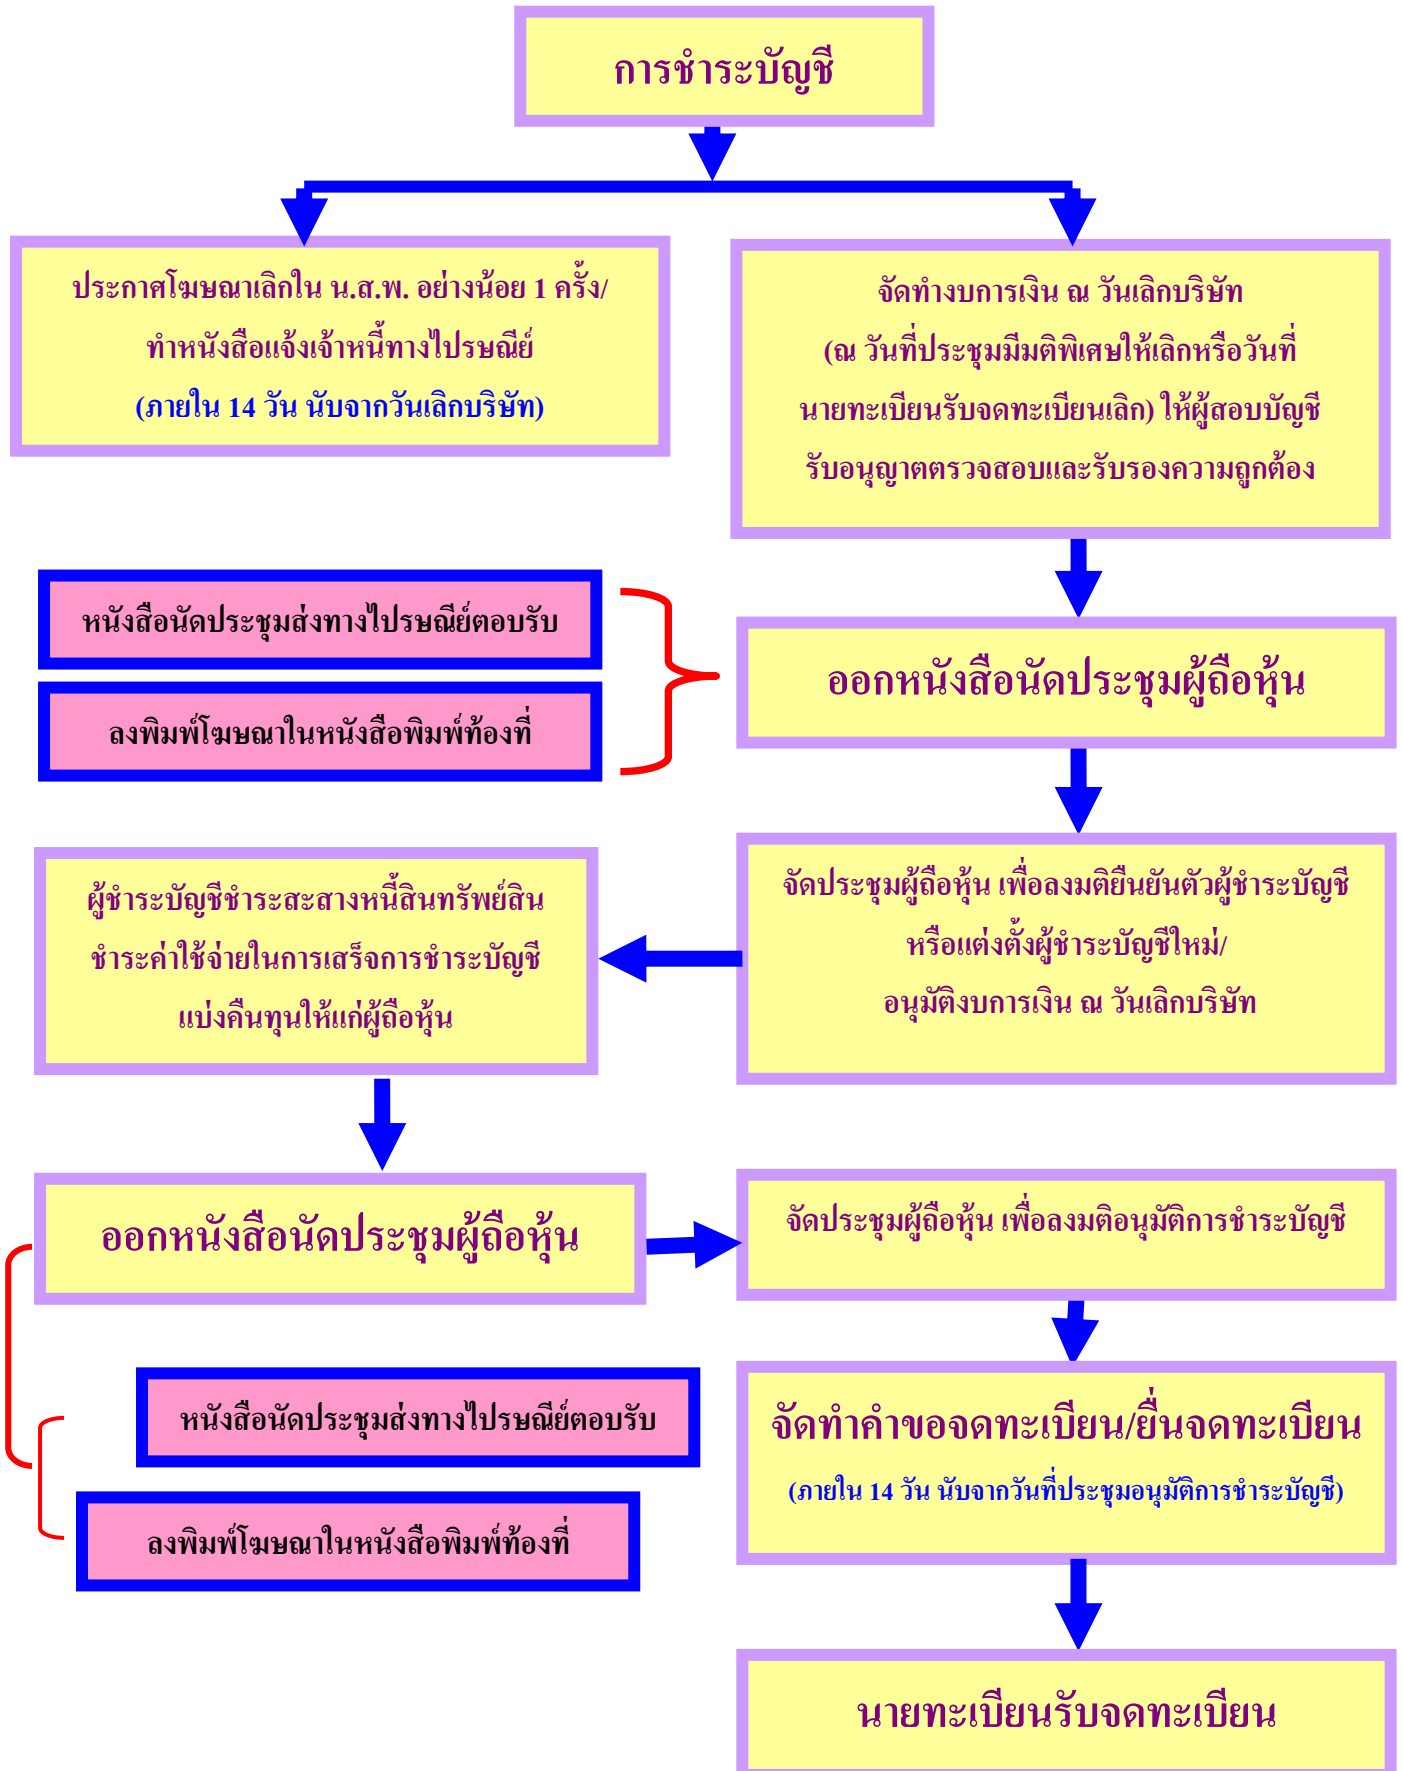 การชำระบัญชี
ประกาศโฆษณาเลิกใน น.ส.พ. อย่างน้อย 1 ครั้ง/
ทำหนังสือแจ้งเจ้าหนี้ทางไปรษณีย์
(ภายใน 14 วัน นับจากวันเลิกบริษัท)
จัดทำงบการเงิน ณ วันเลิกบริษัท
(ณ วันที่ประชุมมีมติพิเศษให้เลิกหรือวันที่
นายทะเบียนรับจดทะเบียนเลิก) ให้ผู้สอบบัญชี
รับอนุญาตตรวจสอบและรับรองความถูกต้อง
หนังสือนัดประชุมส่งทางไปรษณีย์ตอบรับ
ลงพิมพ์โฆษณาในหนังสือพิมพ์ท้องที่
ออกหนังสือนัดประชุมผู้ถือหุ้น
จัดประชุมผู้ถือหุ้น เพื่อลงมติยืนยันตัวผู้ชำระบัญชี
หรือแต่งตั้งผู้ชำระบัญชีใหม่/
อนุมัติงบการเงิน ณ วันเลิกบริษัท
ผู้ชำระบัญชีชำระสะสางหนี้สินทรัพย์สิน
ชำระค่าใช้จ่ายในการเสร็จการชำระบัญชี
แบ่งคืนทุนให้แก่ผู้ถือหุ้น
ออกหนังสือนัดประชุมผู้ถือหุ้น
จัดประชุมผู้ถือหุ้น เพื่อลงมติอนุมัติการชำระบัญชี
หนังสือนัดประชุมส่งทางไปรษณีย์ตอบรับ
ลงพิมพ์โฆษณาในหนังสือพิมพ์ท้องที่
จัดทำคำขอจดทะเบียน/ยื่นจดทะเบียน
(ภายใน 14 วัน นับจากวันที่ประชุมอนุมัติการชำระบัญชี)
นายทะเบียนรับจดทะเบียน